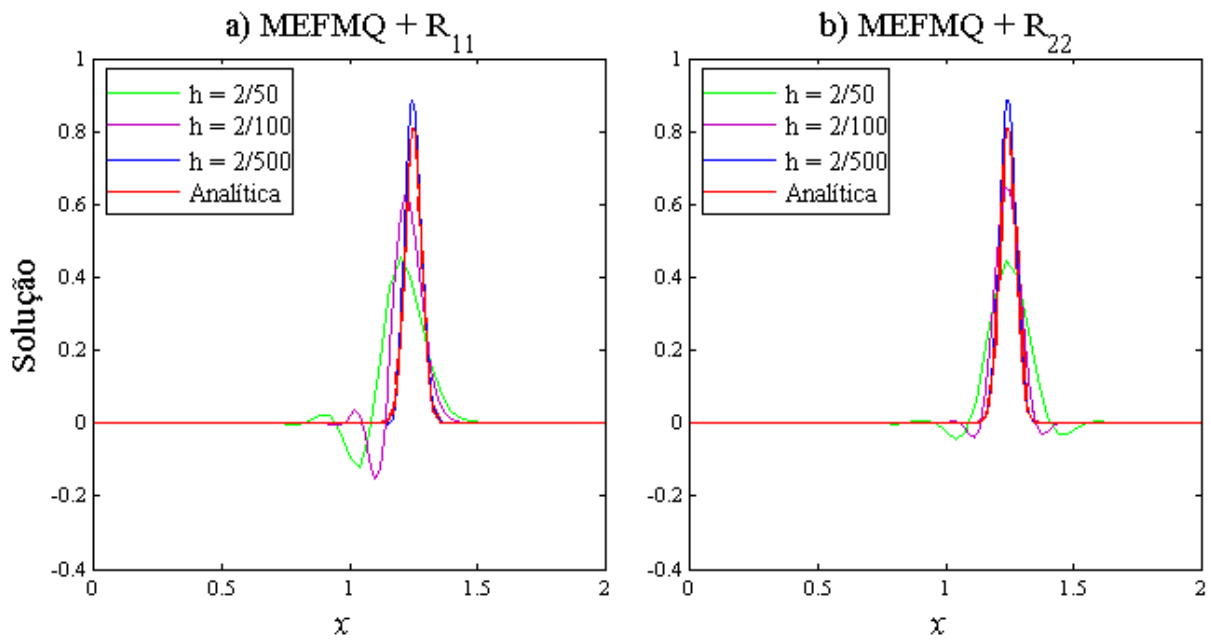 a) MEFMQ + R11
1
0.8
0.6
0.4
0.2
0
-0.2
-0.4
0
0.5
1
1.5
2
h = 2/50
h = 2/100
h = 2/500
Analítica
Solução
x
b) MEFMQ + R22
1
0.8
0.6
0.4
0.2
0
-0.2
-0.4
0
0.5
1
1.5
2
h = 2/50
h = 2/100
h = 2/500
Analítica
x